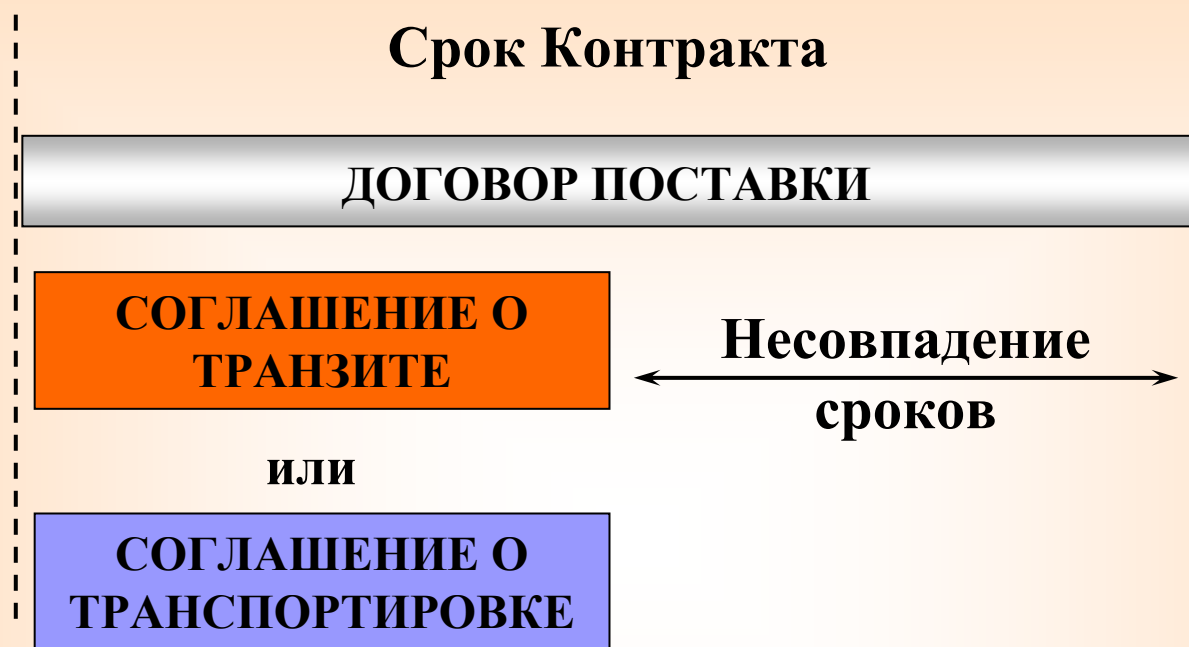 Срок Контракта
ДОГОВОР ПОСТАВКИ
СОГЛАШЕНИЕ О
ТРАНЗИТЕ
Несовпадение
сроков
или
СОГЛАШЕНИЕ О
ТРАНСПОРТИРОВКЕ